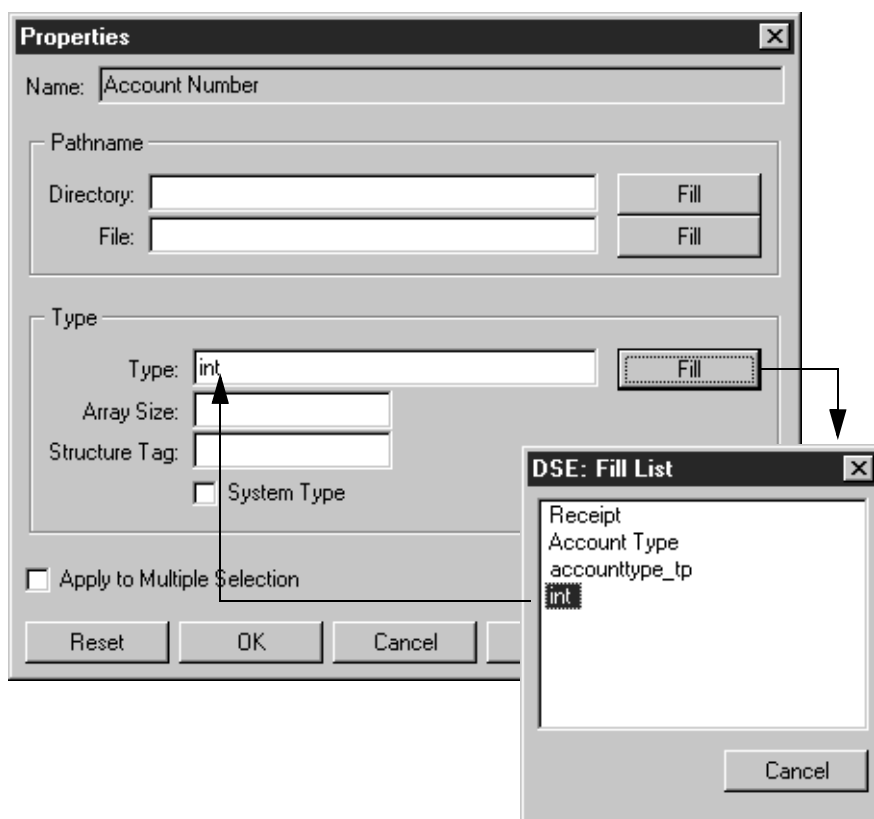 Properties
Name: Account Number
Pathname
Directory: Fill
File: Fill
Type
Type: int Fill
Array Size:
Structure Tag:
System Type
Apply to Multiple Selection
Reset OK Cancel
DSE: Fill List
Receipt
Account Type
accounttype_tp
int
Cancel